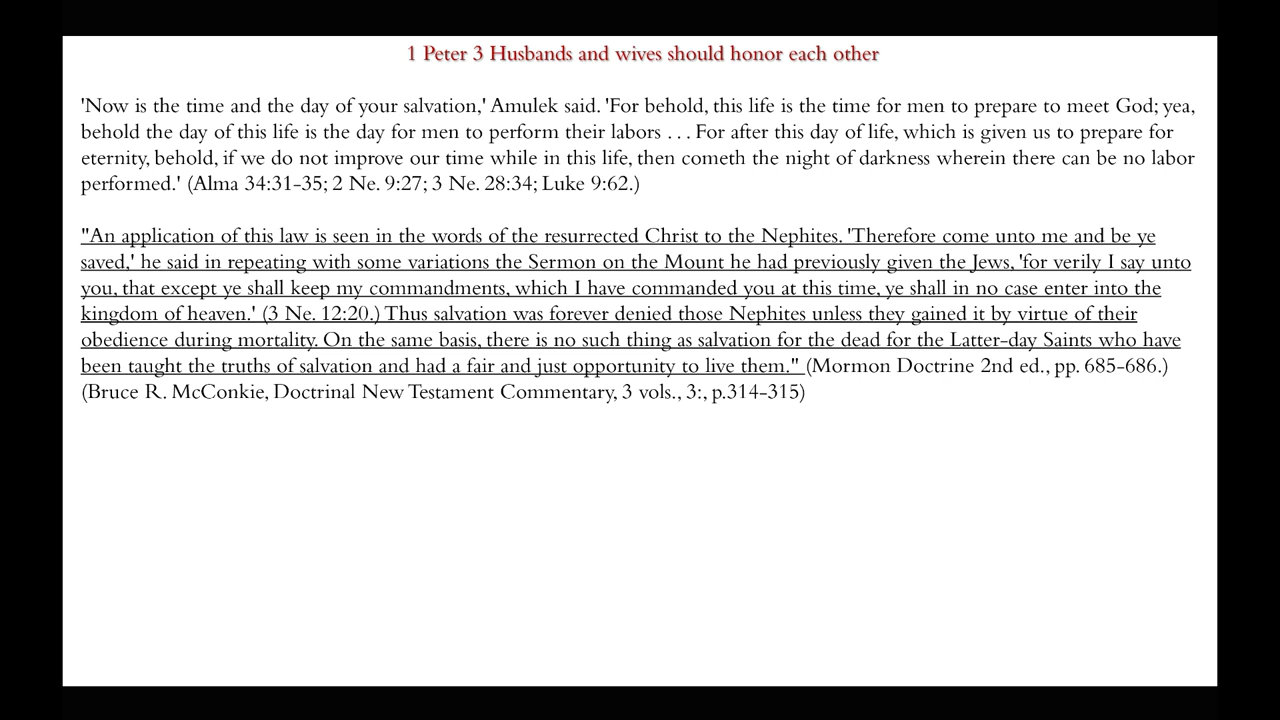 1 Peter 3 Husbands and wives should honor each other
'Now is the time and the day of your salvation,' Amulek said. 'For behold, this life is the time for men to prepare to meet God; yea,
behold the day of this life is the day for men to perform their labors . . . For after this day of life, which is given us to prepare for
eternity, behold, if we do not improve our time while in this life, then cometh the night of darkness wherein there can be no labor
performed.' (Alma 34:31-35; 2 Ne. 9:27; 3 Ne. 28:34; Luke 9:62.)
"An application of this law is seen in the words of the resurrected Christ to the Nephites. 'Therefore come unto me and be ye
saved,' he said in repeating with some variations the Sermon on the Mount he had previously given the Jews, 'for verily I say unto
you, that except ye shall keep my commandments, which I have commanded you at this time, ye shall in no case enter into the
kingdom of heaven.' (3 Ne. 12:20.) Thus salvation was forever denied those Nephites unless they gained it by virtue of their
obedience during mortality. On the same basis, there is no such thing as salvation for the dead for the Latter-day Saints who have
been taught the truths of salvation and had a fair and just opportunity to live them." (Mormon Doctrine 2nd ed., pp. 685-686.)
(Bruce R. McConkie, Doctrinal New Testament Commentary, 3 vols., 3:, p.314-315)